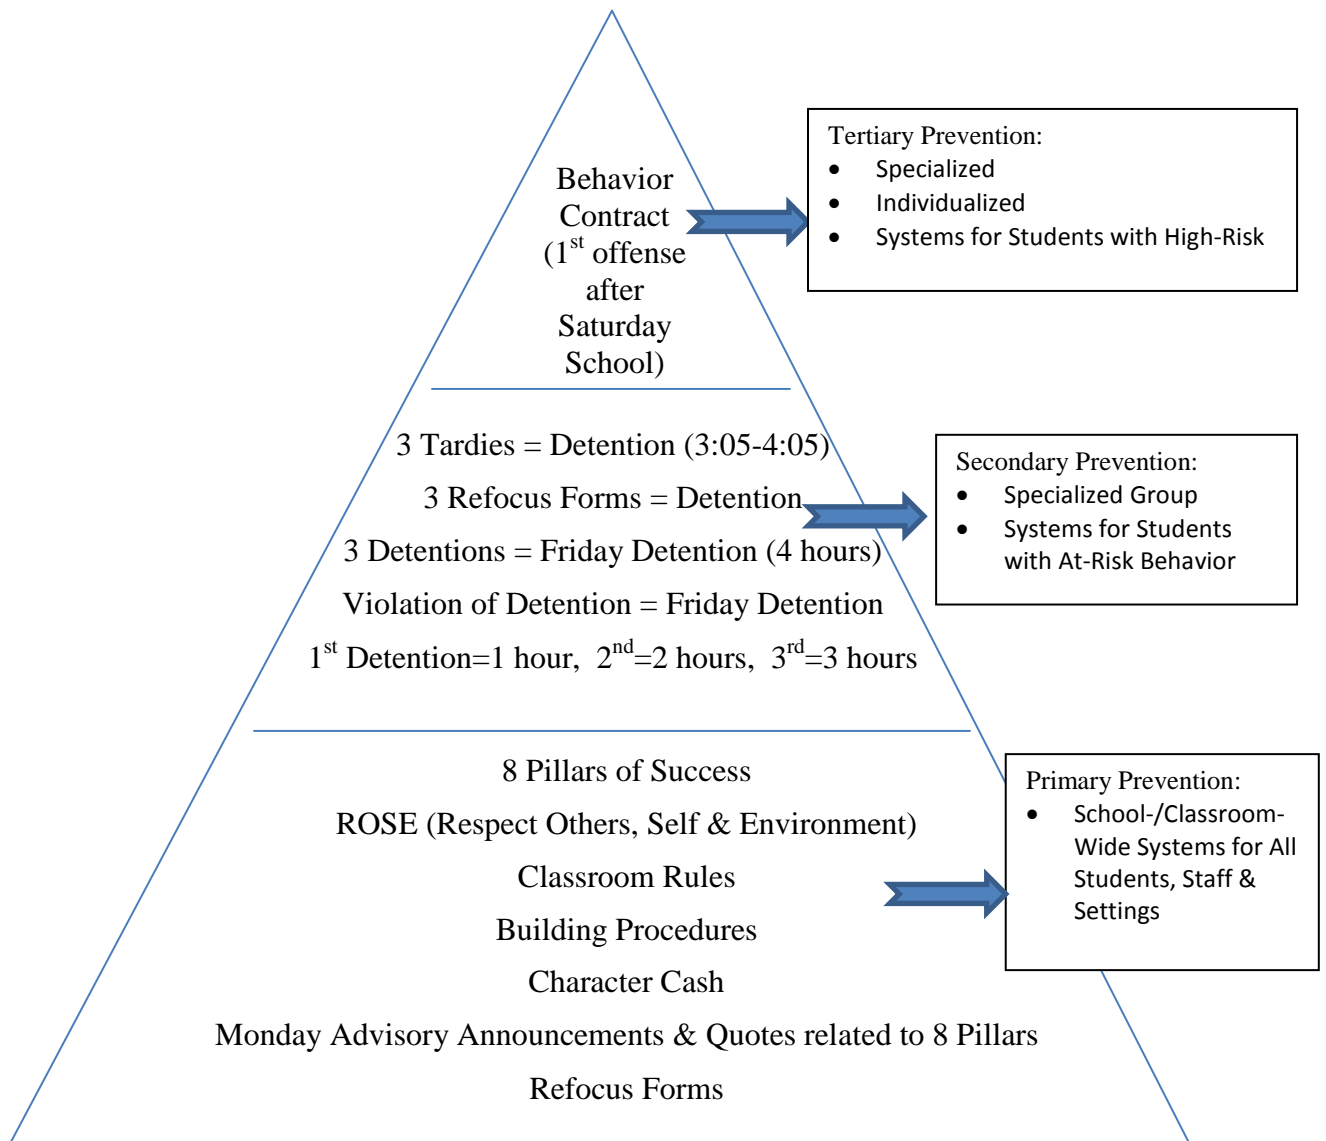 Behavior
Contract
(1st offense
after
Saturday
School)
Tertiary Prevention:
• Specialized
• Individualized
• Systems for Students with High-Risk
3 Tardies = Detention (3:05-4:05)
3 Refocus Forms = Detention
3 Detentions = Friday Detention (4 hours)
Violation of Detention = Friday Detention
1st Detention=1 hour, 2nd=2 hours, 3rd=3 hours
Secondary Prevention:
• Specialized Group
• Systems for Students
with At-Risk Behavior
8 Pillars of Success
ROSE (Respect Others, Self & Environment)
Classroom Rules
Building Procedures
Character Cash
Monday Advisory Announcements & Quotes related to 8 Pillars
Refocus Forms
Primary Prevention:
• School-/Classroom-
Wide Systems for All
Students, Staff &
Settings